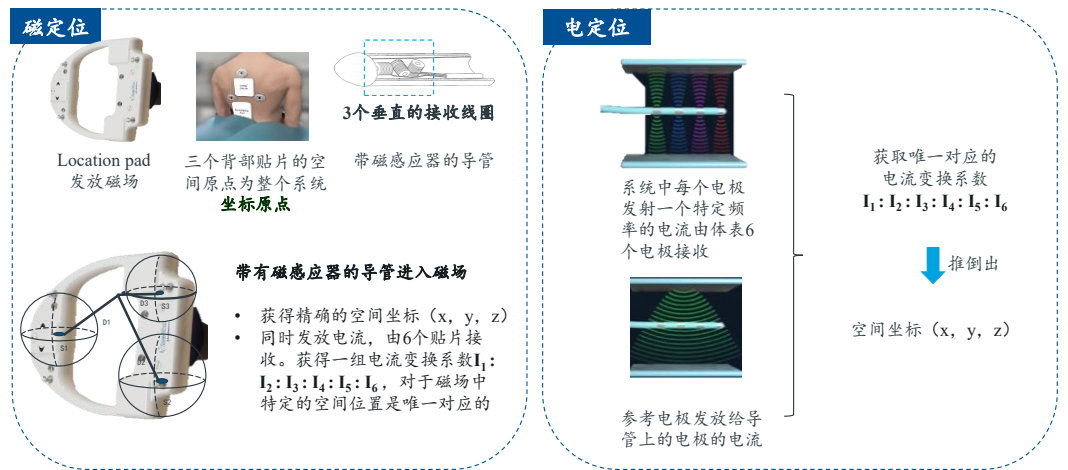 磁定位
Location pad
发放磁场
三个背部贴片的空
间原点为整个系统
坐标原点
3个垂直的接收线圈
带磁感应器的导管
D1
D2
D3
S1
S2
S3
带有磁感应器的导管进入磁场
• 获得精确的空间坐标（x，y，z）
• 同时发放电流，由6个贴片接
收。获得一组电流变换系数I₁：
I₂：I₃：I₄：I₅：I₆，对于磁场中
特定的空间位置是唯一对应的
电定位
系统中每个电极
发射一个特定频
率的电流由体表6
个电极接收
参考电极发放给导
管上的电极的电流
获取唯一对应的
电流变换系数
I₁：I₂：I₃：I₄：I₅：I₆
推倒出
空间坐标（x，y，z）